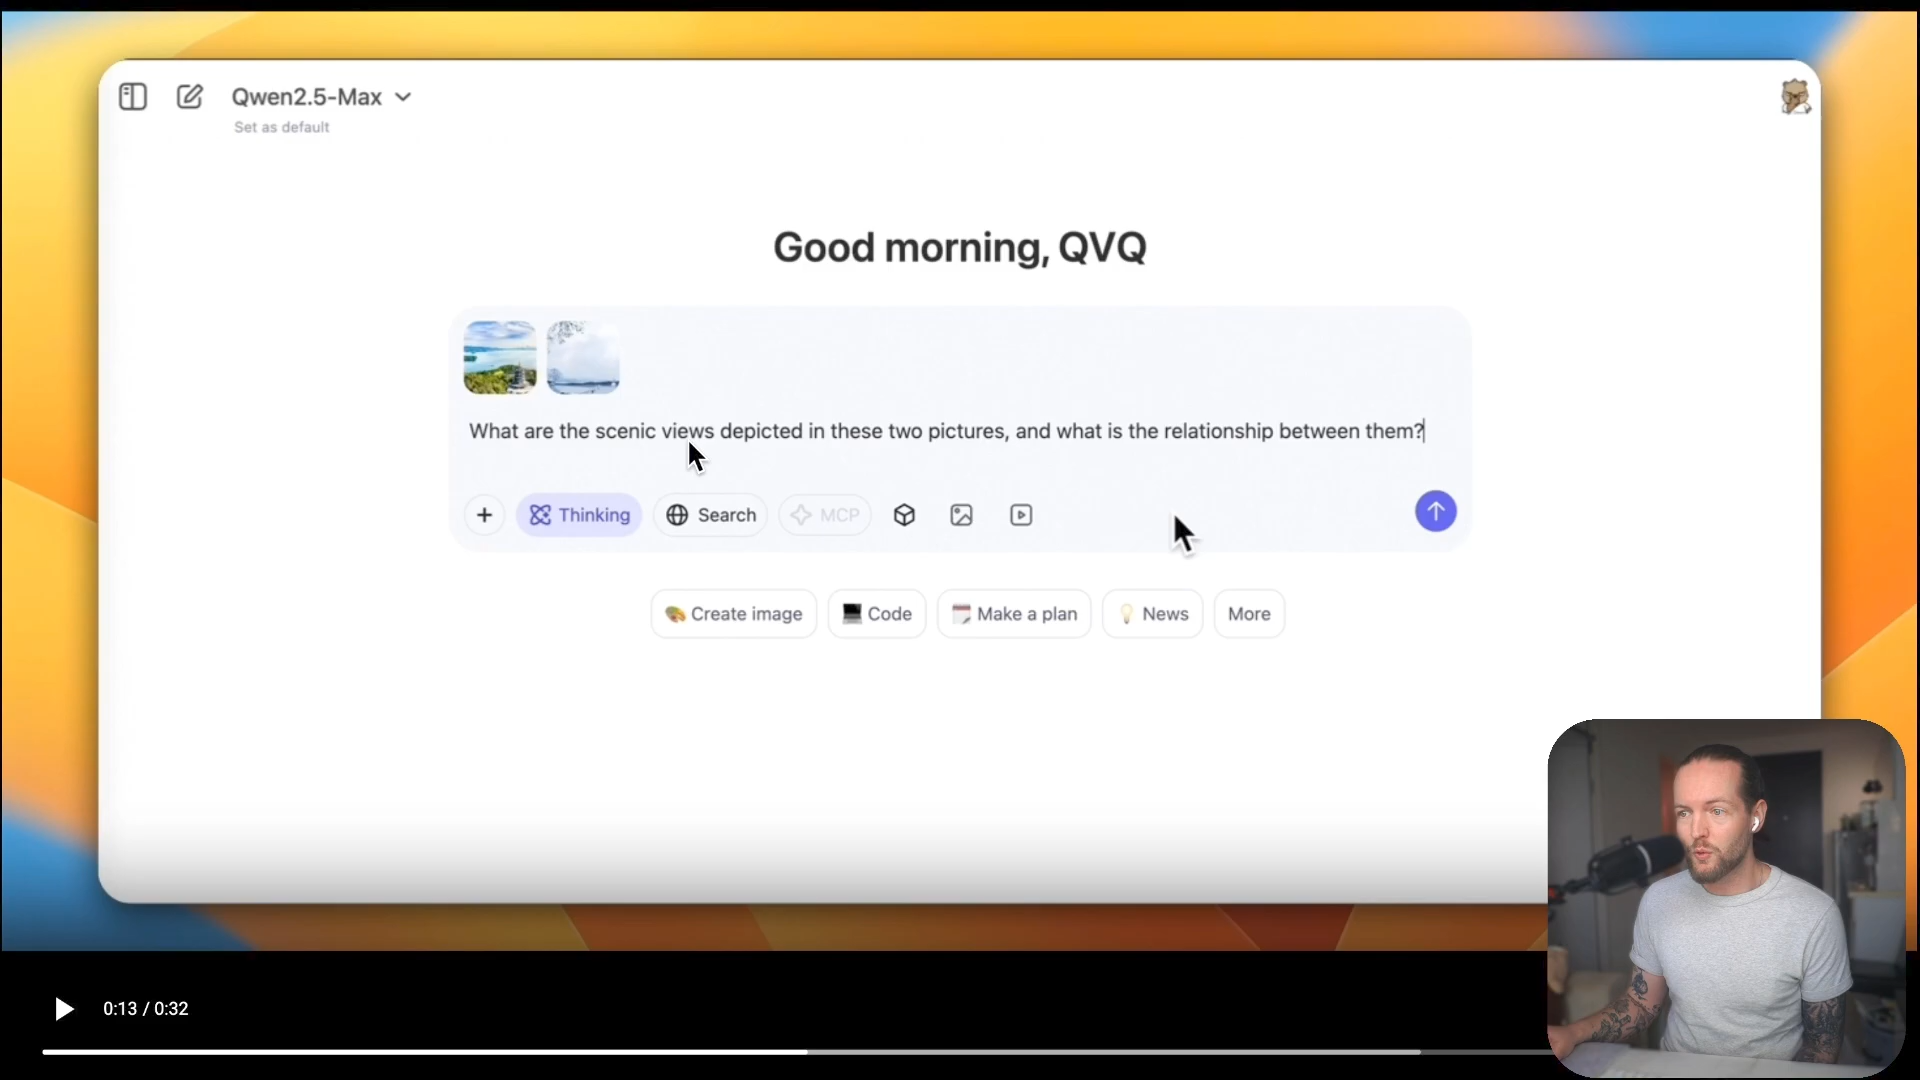 Qwen2.5-Max
Set as default
Good morning, QVQ
What are the scenic views depicted in these two pictures, and what is the relationship between them?
Thinking
Search
MCP
Create image
Code
Make a plan
News
More
0:13 / 0:32